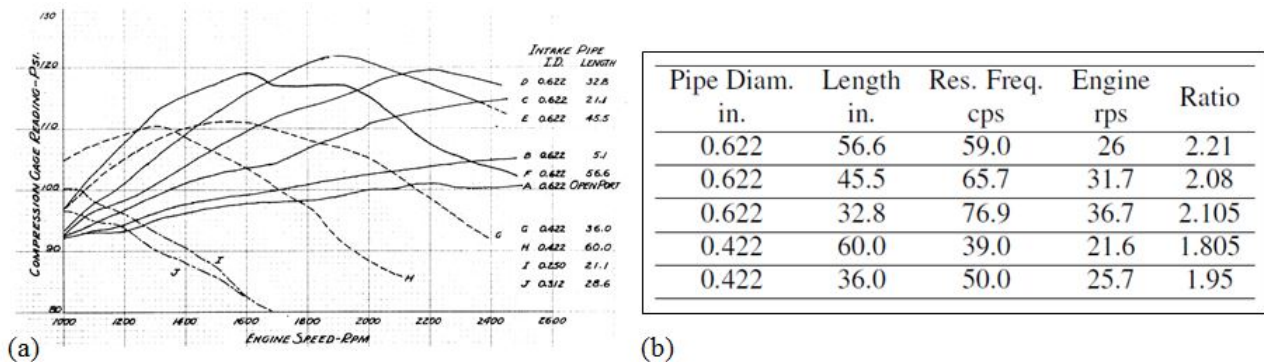 130
120
110
100
90
80
COMPRESSION GAGE READING-PSI.
1000 1200 1400 1600 1800 2000 2200 2400 2600
ENGINE SPEED-RPM
INTAKE PIPE
I.D. LENGTH
D 0.622 32.8
C 0.622 21.1
E 0.622 45.5
B 0.622 5.1
F 0.622 56.6
A 0.622 OPEN PORT
G 0.422 36.0
H 0.422 60.0
I 0.250 21.1
J 0.312 28.6
G
H
I
J
(a)
Pipe Diam. Length Res. Freq. Engine Ratio
in. in. cps rps
0.622 56.6 59.0 26 2.21
0.622 45.5 65.7 31.7 2.08
0.622 32.8 76.9 36.7 2.105
0.422 60.0 39.0 21.6 1.805
0.422 36.0 50.0 25.7 1.95
(b)